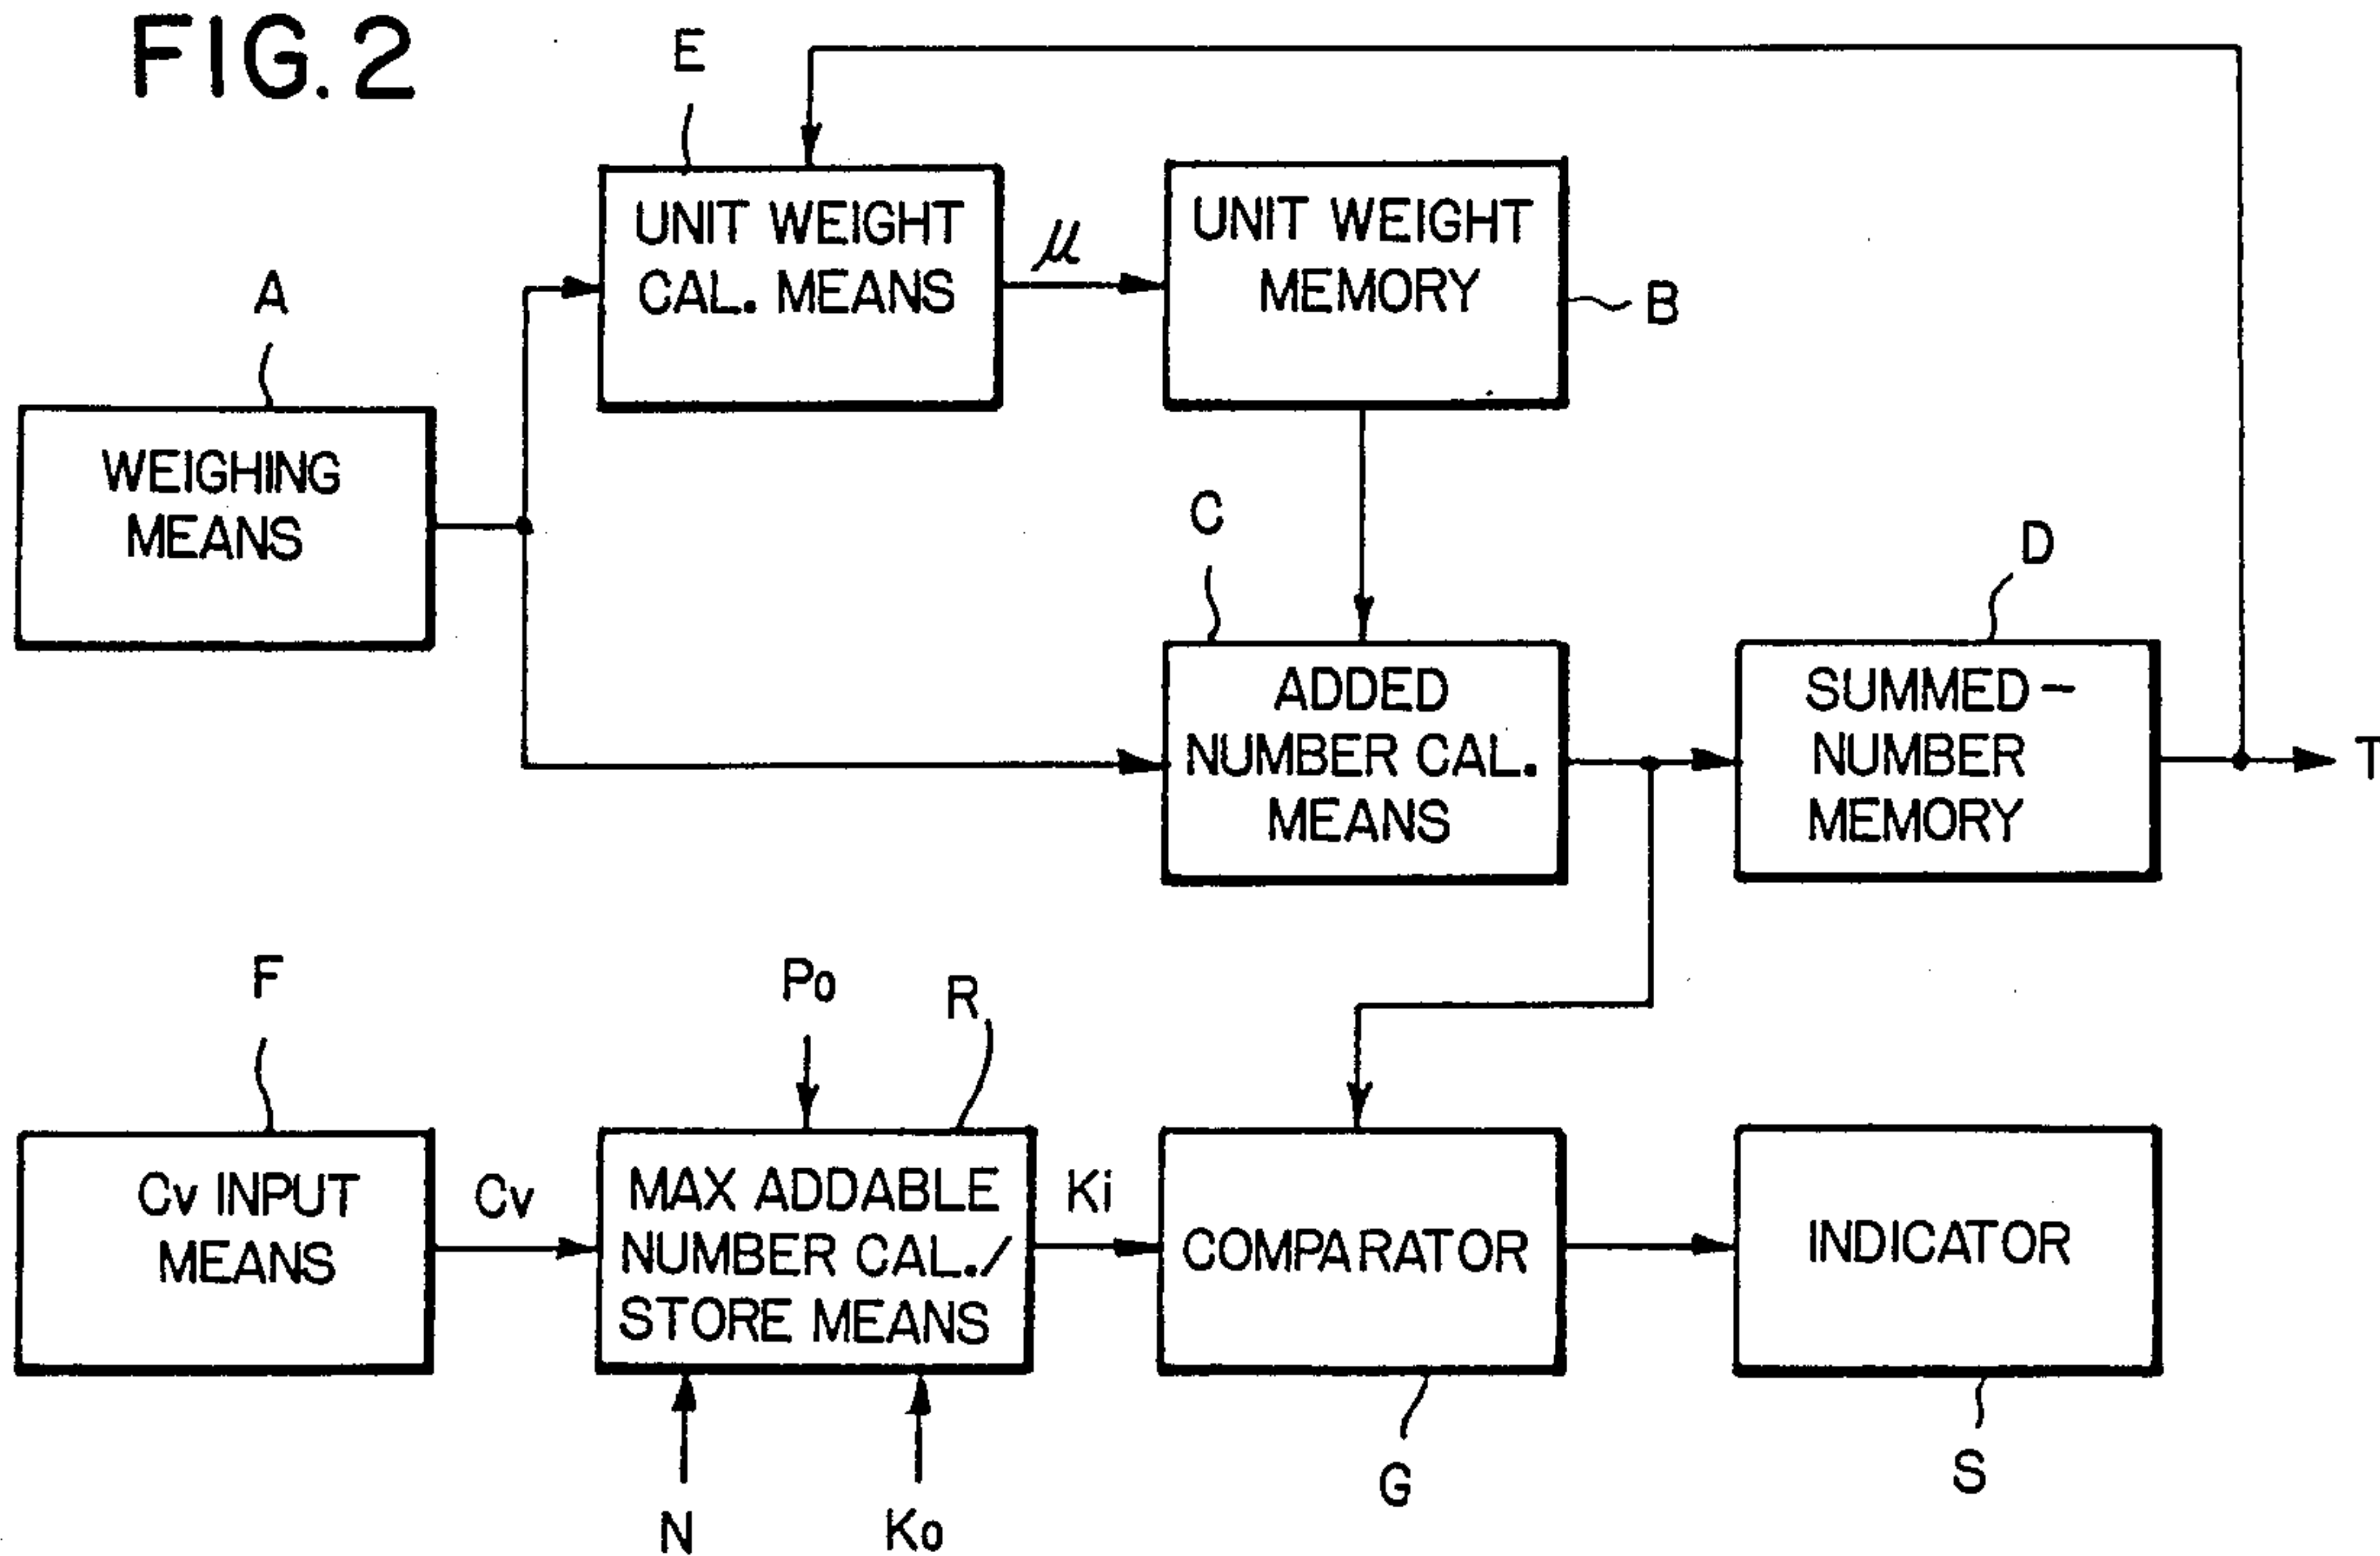 FIG. 2
E
UNIT WEIGHT
CAL. MEANS
μ
UNIT WEIGHT
MEMORY
B
A
WEIGHING
MEANS
C
ADDED
NUMBER CAL.
MEANS
D
SUMMED-
NUMBER
MEMORY
T
F
Cv INPUT
MEANS
Cv
Po
R
MAX ADDABLE
NUMBER CAL./
STORE MEANS
N
Ko
Ki
COMPARATOR
G
INDICATOR
S